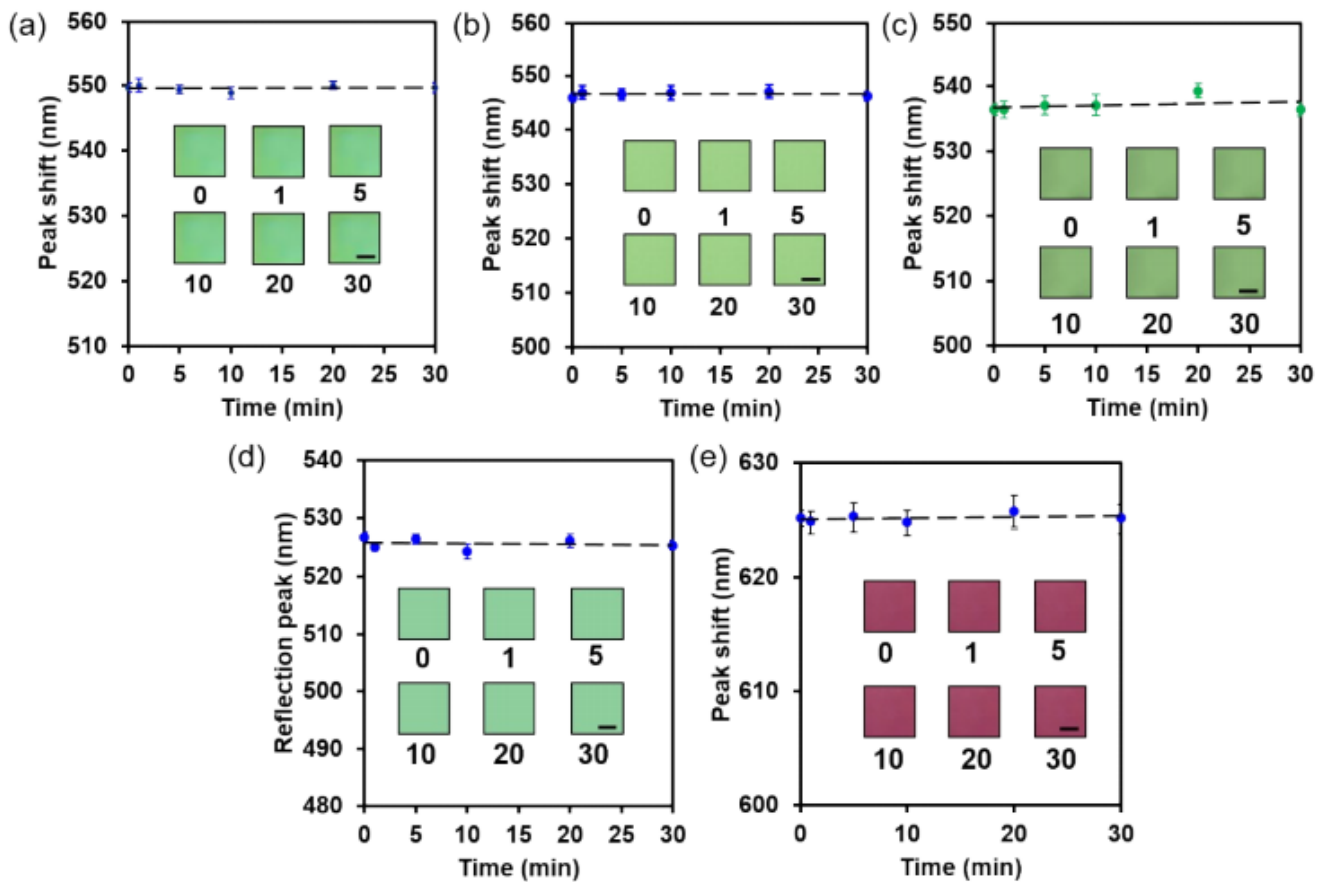 (a)
560
550
540
530
520
510
Peak shift (nm)
0 1 5
10 20 30
0 5 10 15 20 25 30
Time (min)
(b)
560
550
540
530
520
510
500
Peak shift (nm)
0 1 5
10 20 30
0 5 10 15 20 25 30
Time (min)
(c)
550
540
530
520
510
500
Peak shift (nm)
0 1 5
10 20 30
0 5 10 15 20 25 30
Time (min)
(d)
540
530
520
510
500
490
480
Reflection peak (nm)
0 1 5
10 20 30
0 5 10 15 20 25 30
Time (min)
(e)
630
620
610
600
Peak shift (nm)
0 1 5
10 20 30
0 10 20 30
Time (min)